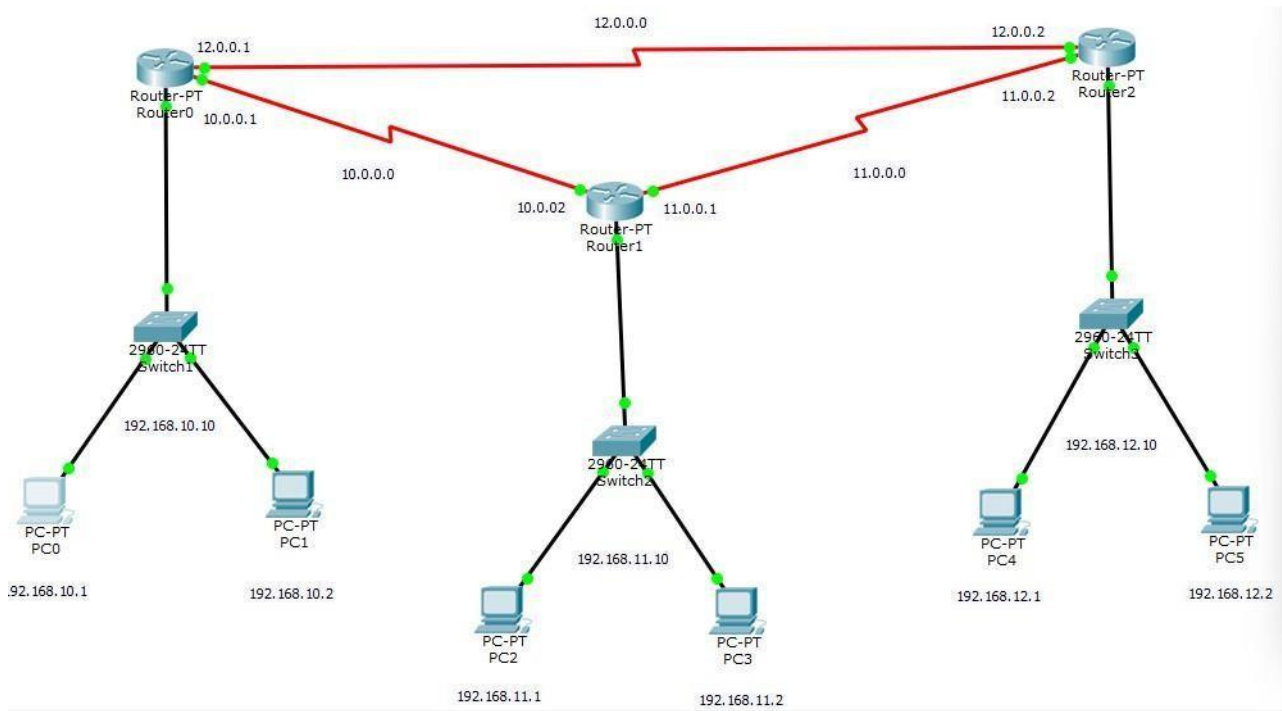 12.0.0.0
12.0.0.1
12.0.0.2
Router-PT
Router0
Router-PT
Router2
10.0.0.1
11.0.0.2
10.0.0.0
11.0.0.0
10.0.02
11.0.0.1
Router-PT
Router1
2960-24TT
Switch1
2960-24TT
Switch3
192.168.10.10
192.168.12.10
2960-24TT
Switch2
PC-PT
PC0
PC-PT
PC1
PC-PT
PC4
PC-PT
PC5
192.168.11.10
92.168.10.1
192.168.10.2
192.168.12.1
192.168.12.2
PC-PT
PC2
PC-PT
PC3
192.168.11.1
192.168.11.2